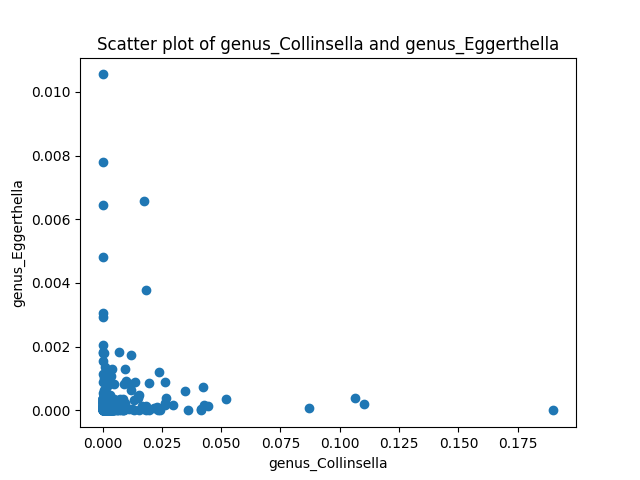 Scatter plot of genus_Collinsella and genus_Eggerthella
0.010
0.008
0.006
0.004
0.002
0.000
genus_Eggerthella
0.000 0.025 0.050 0.075 0.100 0.125 0.150 0.175
genus_Collinsella